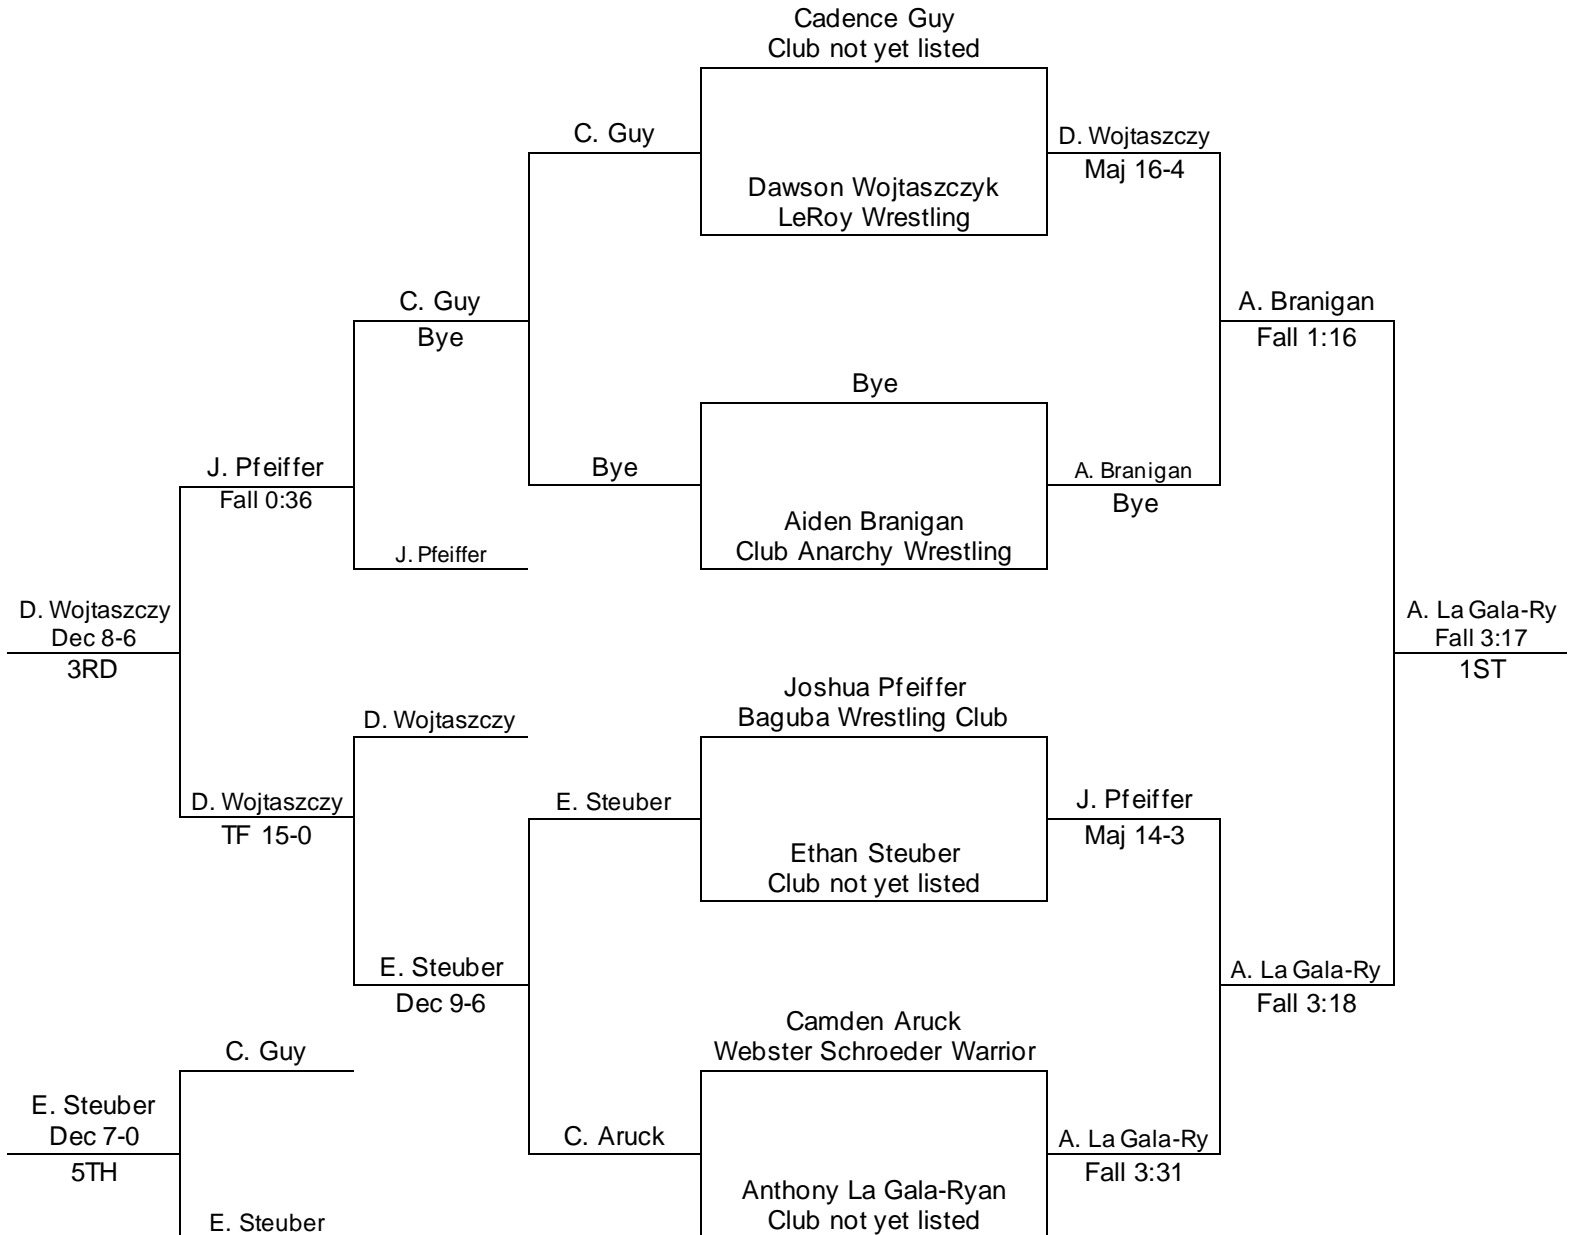 Cadence Guy
Club not yet listed
C. Guy
D. Wojtaszczy
Maj 16-4
Dawson Wojtaszczyk
LeRoy Wrestling
C. Guy
Bye
A. Branigan
Fall 1:16
Bye
J. Pfeiffer
Fall 0:36
Bye
A. Branigan
Bye
Aiden Branigan
Club Anarchy Wrestling
J. Pfeiffer
D. Wojtaszczy
Dec 8-6
3RD
A. La Gala-Ry
Fall 3:17
1ST
Joshua Pfeiffer
Baguba Wrestling Club
D. Wojtaszczy
D. Wojtaszczy
TF 15-0
E. Steuber
J. Pfeiffer
Maj 14-3
Ethan Steuber
Club not yet listed
E. Steuber
Dec 9-6
A. La Gala-Ry
Fall 3:18
Camden Aruck
Webster Schroeder Warrior
C. Guy
E. Steuber
Dec 7-0
5TH
C. Aruck
A. La Gala-Ry
Fall 3:31
Anthony La Gala-Ryan
Club not yet listed
E. Steuber